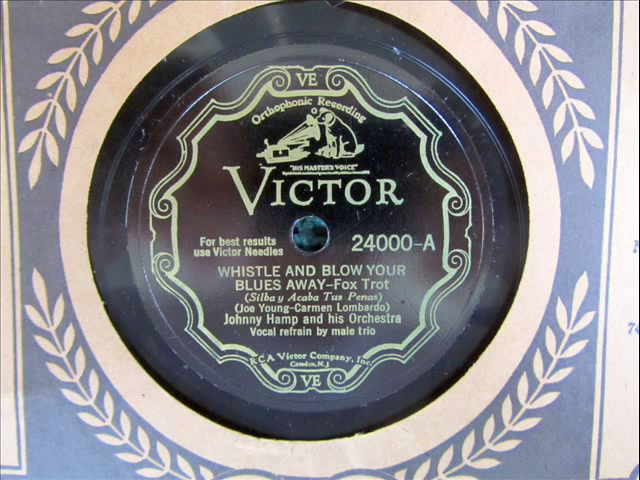 VE
Orthophonic Recording
"HIS MASTER'S VOICE"
VICTOR
For best results
use Victor Needles
24000-A
WHISTLE AND BLOW YOUR
BLUES AWAY-Fox Trot
(Silba y Acaba Tus Penas)
(Joe Young-Carmen Lombardo)
Johnny Hamp and his Orchestra
Vocal refrain by male trio
RCA Victor Company, Inc.
Camden, N.J.
VE